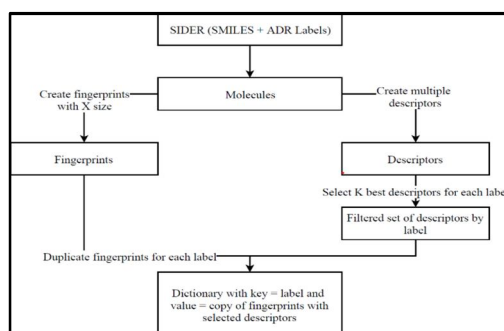 SIDER (SMILES + ADR Labels)
Create fingerprints
with X size
Molecules
Create multiple
descriptors
Fingerprints
Descriptors
Select K best descriptors for each label
Filtered set of descriptors by
label
Duplicate fingerprints for each label
Dictionary with key = label and
value = copy of fingerprints with
selected descriptors